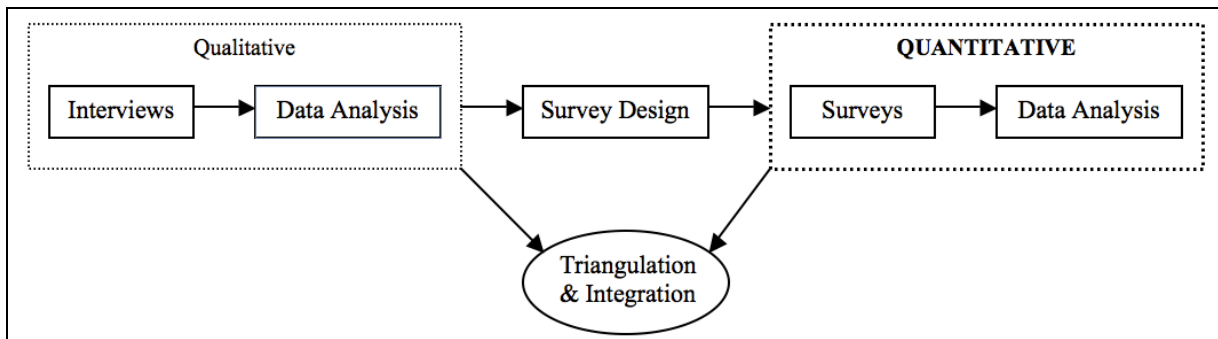 Qualitative
Interviews
Data Analysis
Survey Design
QUANTITATIVE
Surveys
Data Analysis
Triangulation
& Integration